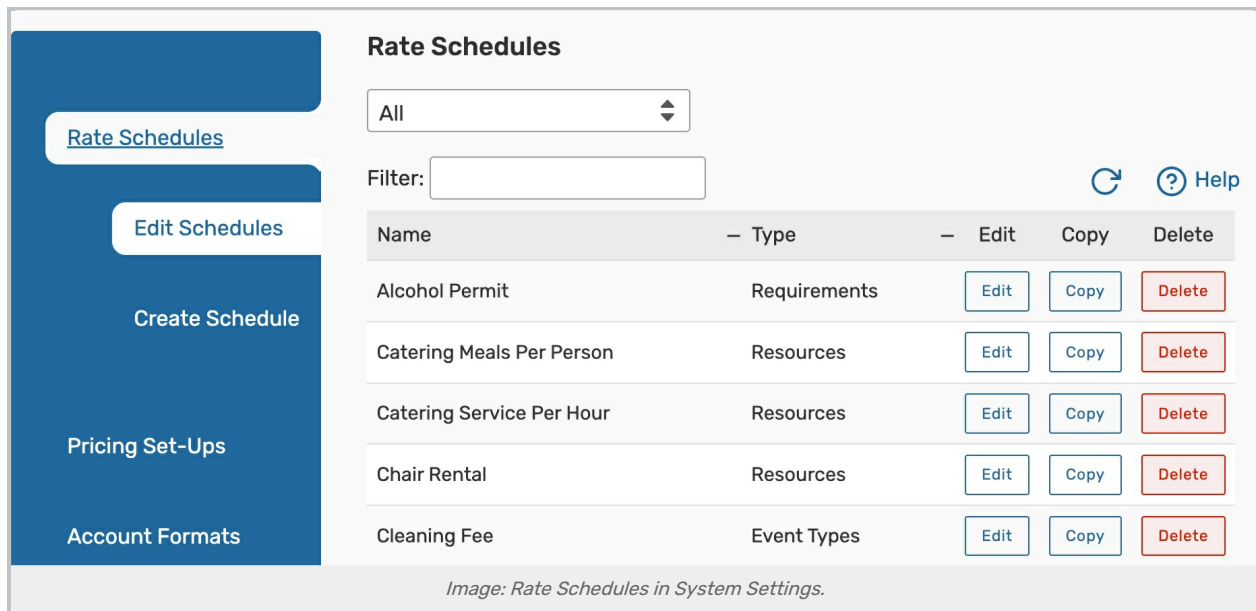 Rate Schedules
Edit Schedules
Create Schedule
Pricing Set-Ups
Account Formats
Rate Schedules
All
Filter:
Help
Name – Type – Edit Copy Delete
Alcohol Permit Requirements Edit Copy Delete
Catering Meals Per Person Resources Edit Copy Delete
Catering Service Per Hour Resources Edit Copy Delete
Chair Rental Resources Edit Copy Delete
Cleaning Fee Event Types Edit Copy Delete
Image: Rate Schedules in System Settings.